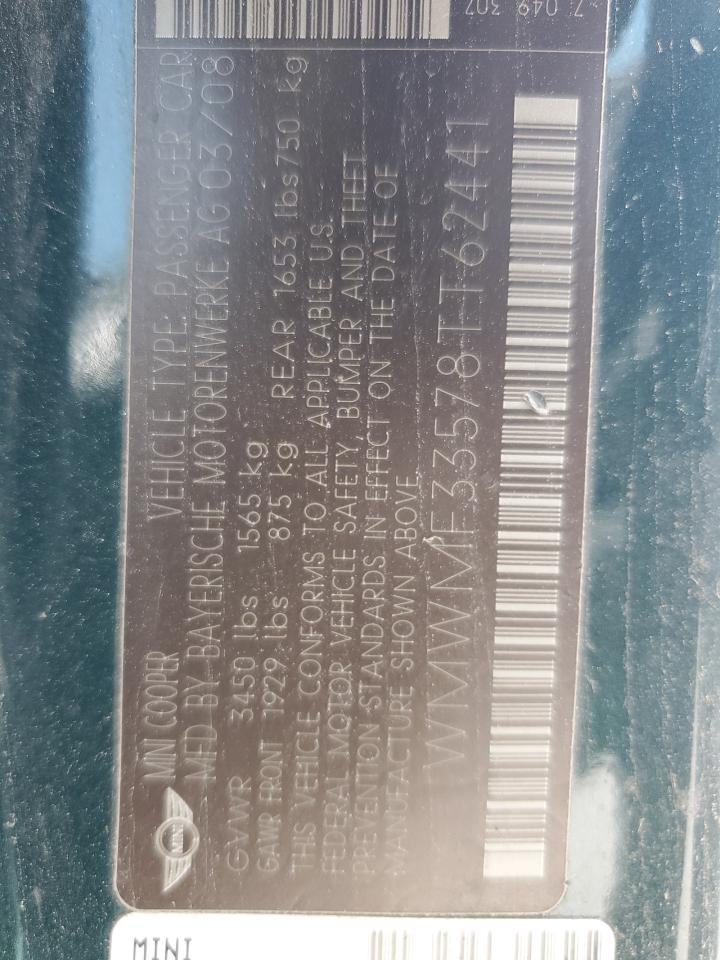 7 049 307
MINI
MINI COOPER VEHICLE TYPE: PASSENGER CAR
MFD BY BAYERISCHE MOTORENWERKE AG 03/08
GVWR 3450 lbs 1565 kg
GAWR FRONT 1929 lbs 875 kg REAR 1653 lbs 750 kg
THIS VEHICLE CONFORMS TO ALL APPLICABLE U.S.
FEDERAL MOTOR VEHICLE SAFETY, BUMPER AND THEFT
PREVENTION STANDARDS IN EFFECT ON THE DATE OF
MANUFACTURE SHOWN ABOVE
WMWMF33578TT62441
MINI